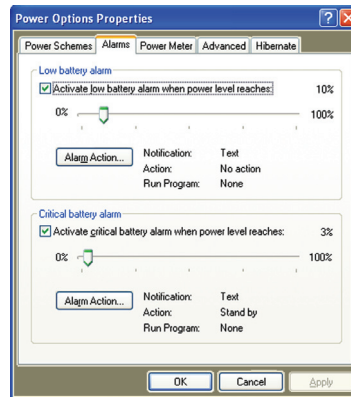 Power Options Properties
Power Schemes Alarms Power Meter Advanced Hibernate
Low battery alarm
Activate low battery alarm when power level reaches: 10%
0% 100%
Alarm Action... Notification: Text
Action: No action
Run Program: None
Critical battery alarm
Activate critical battery alarm when power level reaches: 3%
0% 100%
Alarm Action... Notification: Text
Action: Stand by
Run Program: None
OK Cancel Apply